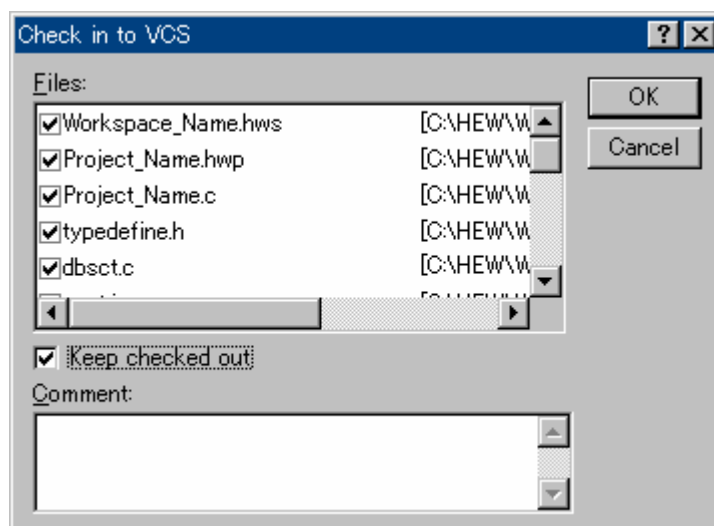 Check in to VCS
Files:
Workspace_Name.hws [C:\HEW\W
Project_Name.hwp [C:\HEW\W
Project_Name.c [C:\HEW\W
typedefine.h [C:\HEW\W
dbsct.c [C:\HEW\W
OK
Cancel
Keep checked out
Comment: